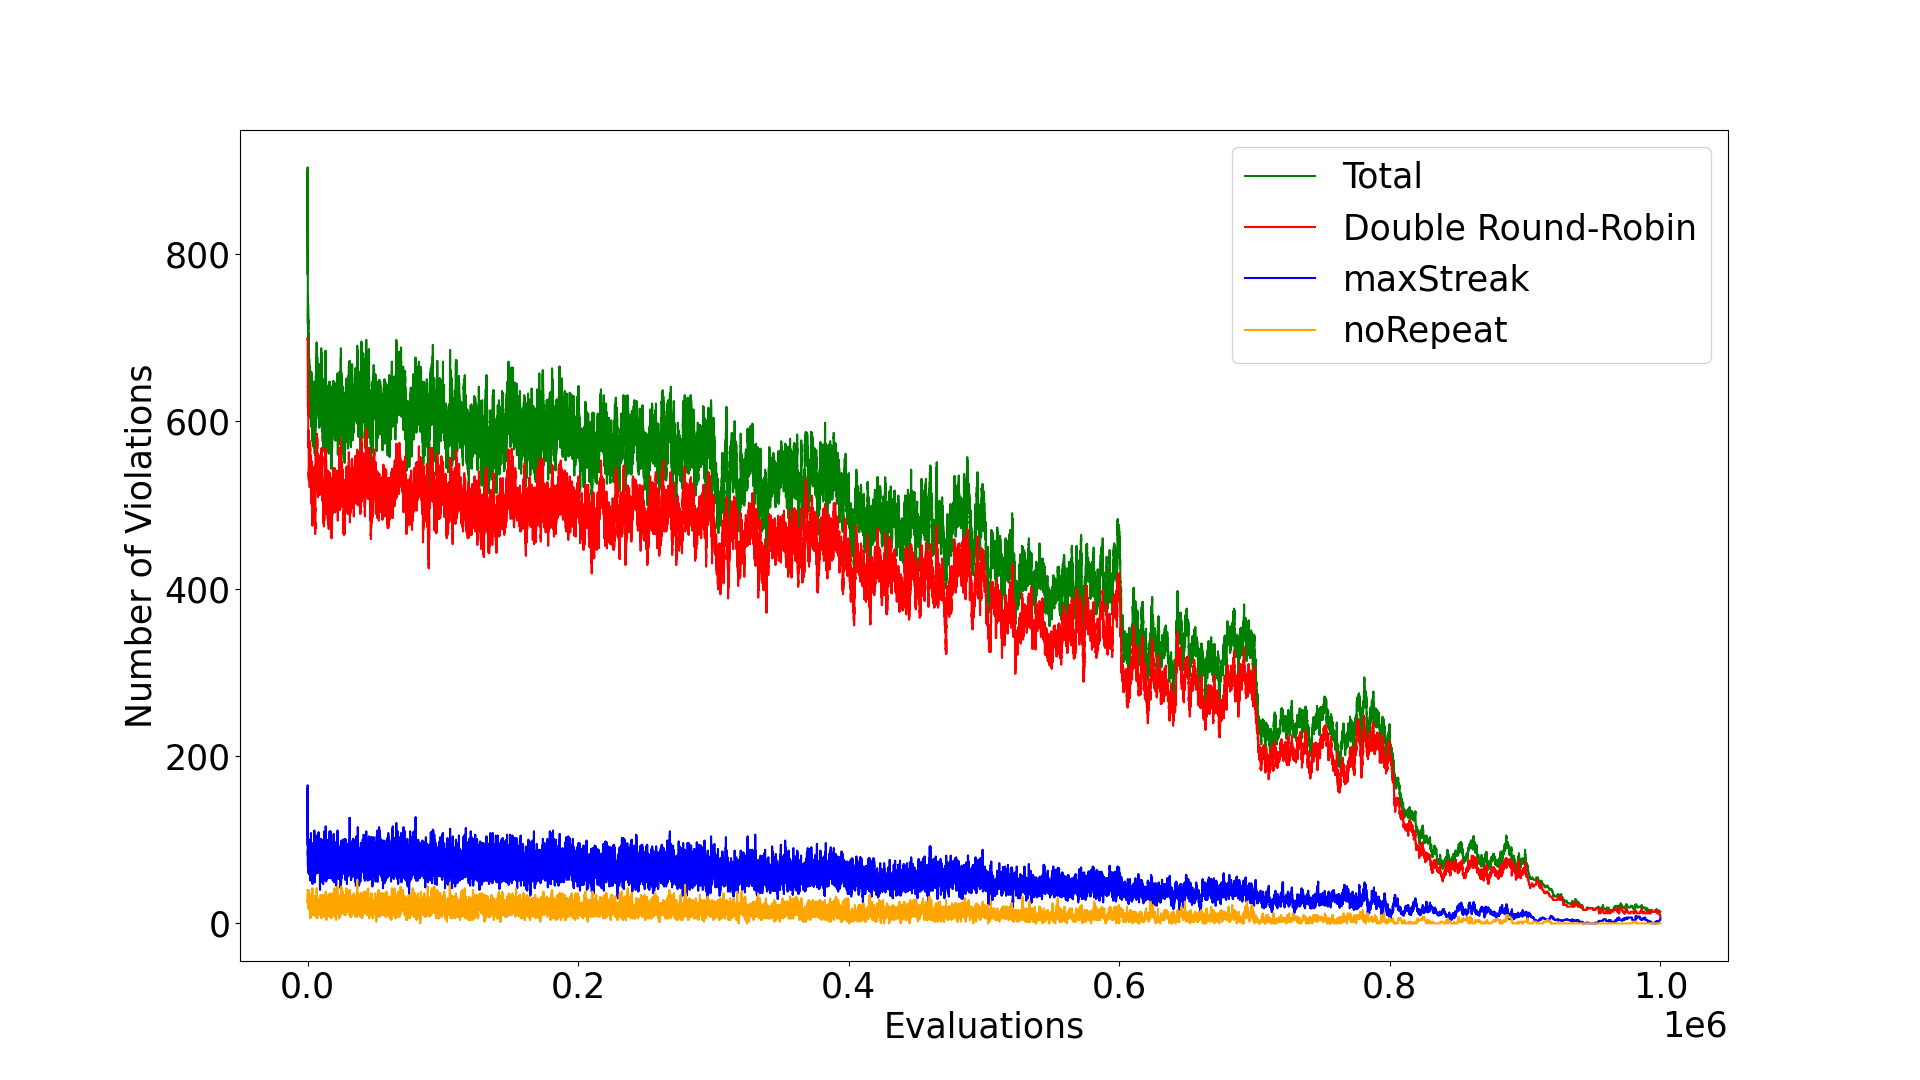 Total
Double Round-Robin
maxStreak
noRepeat
Number of Violations
800
600
400
200
0
0.0 0.2 0.4 0.6 0.8 1.0
Evaluations
1e6